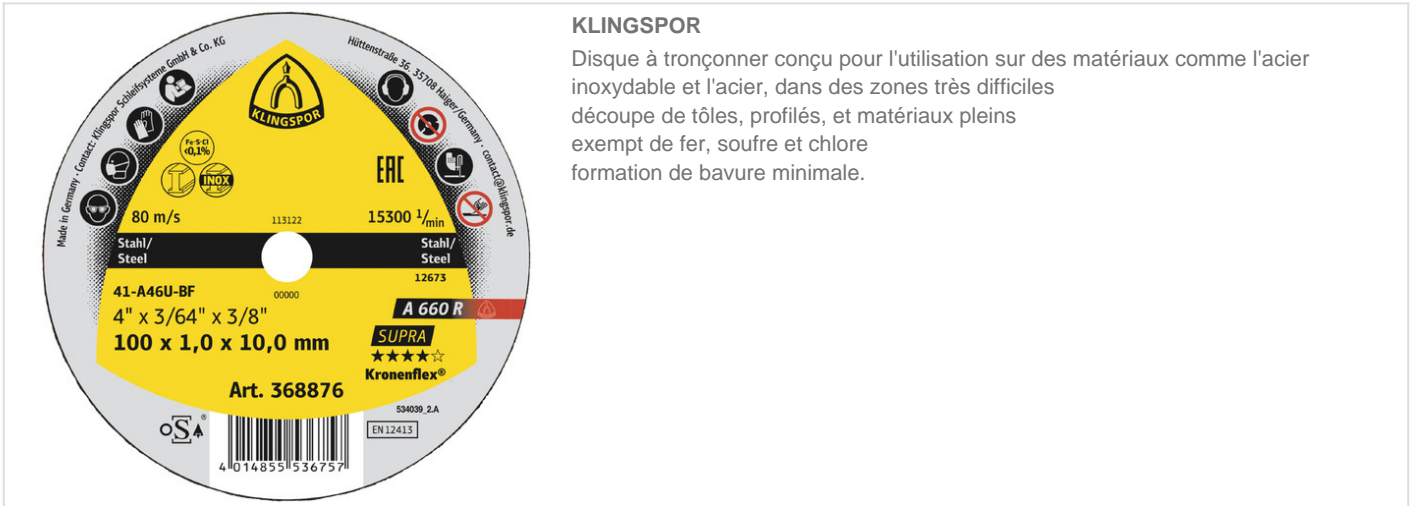 KLINGSPOR
Disque à tronçonner conçu pour l'utilisation sur des matériaux comme l'acier
inoxydable et l'acier, dans des zones très difficiles
découpe de tôles, profilés, et matériaux pleins
exempt de fer, soufre et chlore
formation de bavure minimale.
Made in Germany · Contact: Klingspor Schleifsysteme GmbH & Co. KG
Hüttenstraße 36, 35708 Haiger/Germany · contact@klingspor.de
KLINGSPOR
Fe·S·Cl
<0,1%
INOX
EAC
80 m/s
113122
15300 1/min
Stahl/
Steel
Stahl/
Steel
12673
41-A46U-BF
00000
4" x 3/64" x 3/8"
A 660 R
100 x 1,0 x 10,0 mm
SUPRA
★★★★☆
Kronenflex®
Art. 368876
534039_2.A
oSA®
EN 12413
4 014855 536757